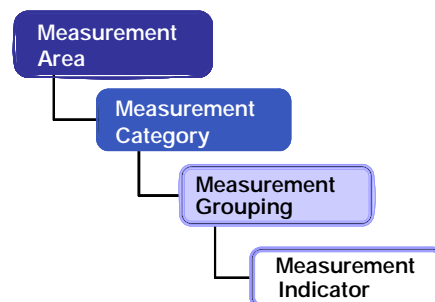 Measurement
Area
Measurement
Category
Measurement
Grouping
Measurement
Indicator